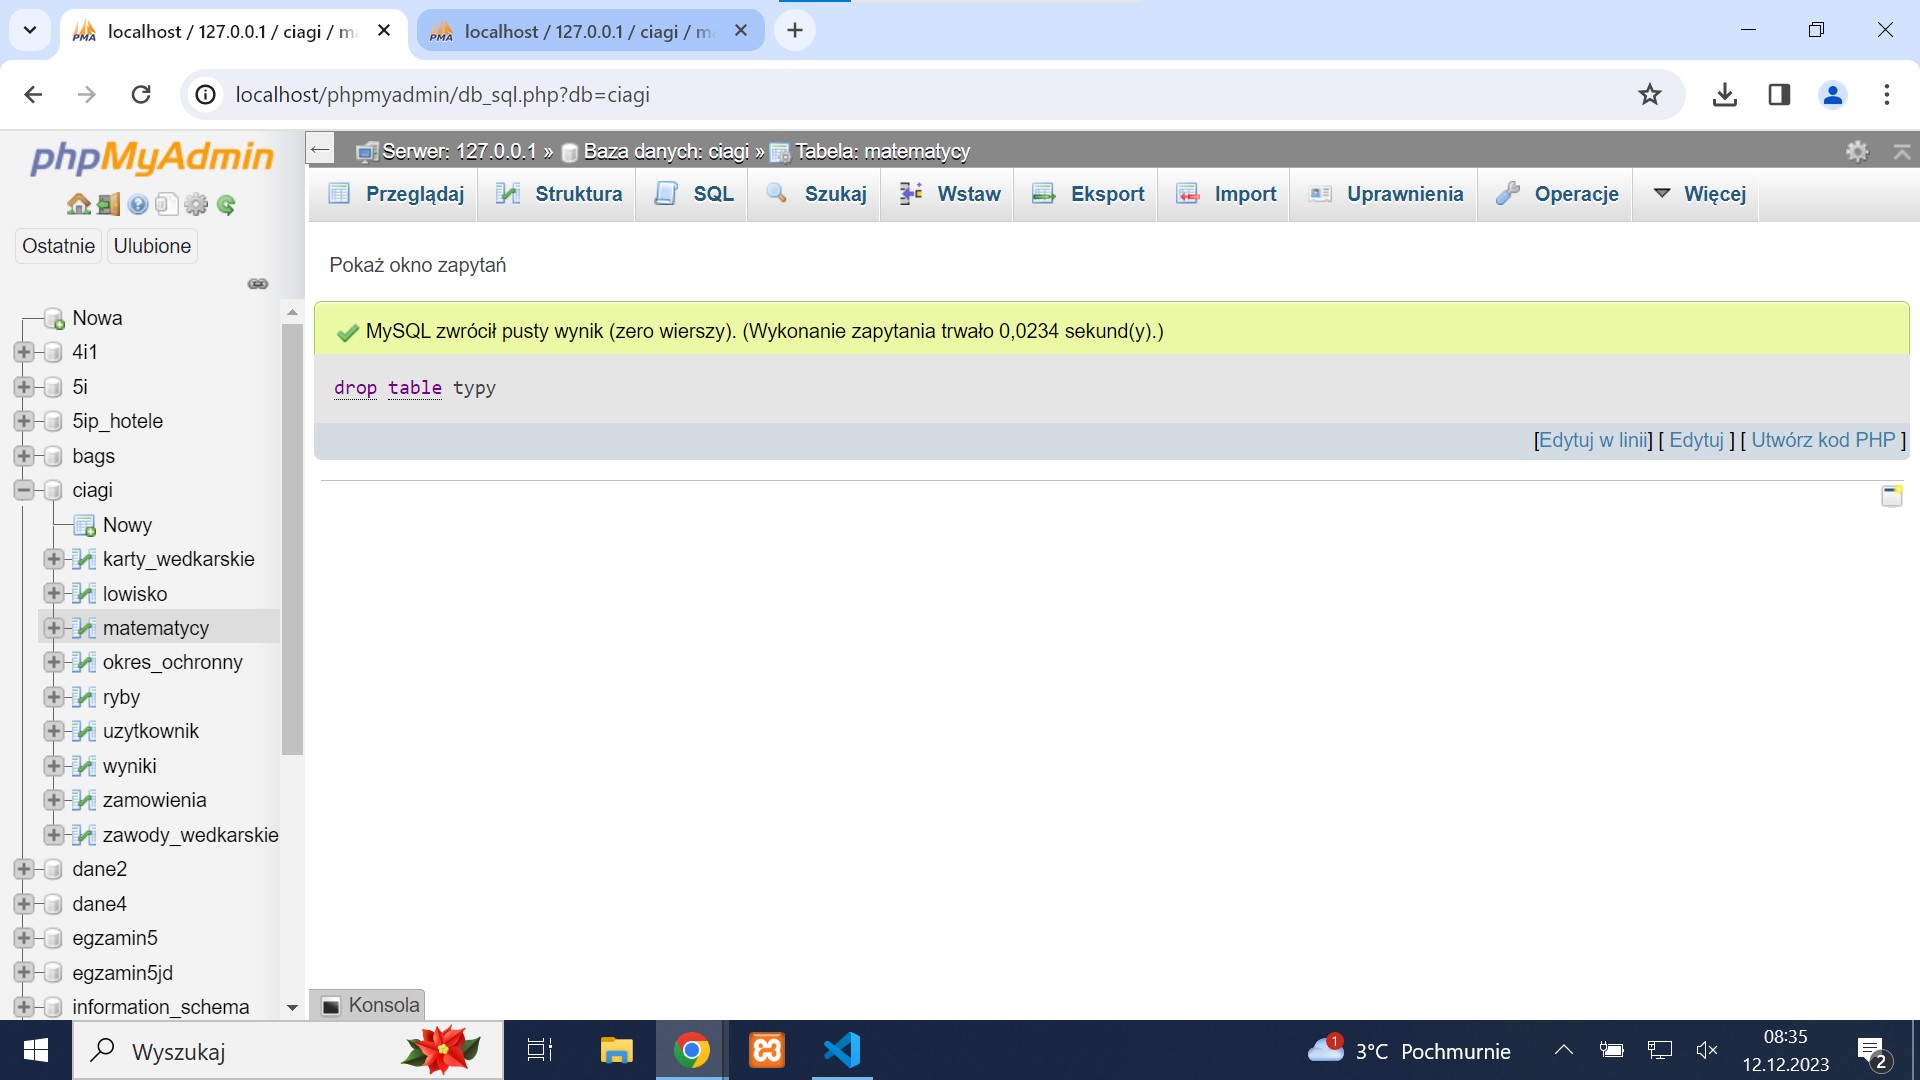 localhost / 127.0.0.1 / ciagi / m
localhost / 127.0.0.1 / ciagi / m
localhost/phpmyadmin/db_sql.php?db=ciagi
phpMyAdmin
Serwer: 127.0.0.1 » Baza danych: ciagi » Tabela: matematycy
Przeglądaj Struktura SQL Szukaj Wstaw Eksport Import Uprawnienia Operacje Więcej
Ostatnie Ulubione
Pokaż okno zapytań
MySQL zwrócił pusty wynik (zero wierszy). (Wykonanie zapytania trwało 0,0234 sekund(y).)
drop table typy
[Edytuj w linii] [ Edytuj ] [ Utwórz kod PHP ]
Nowa
4i1
5i
5ip_hotele
bags
ciagi
Nowy
karty_wedkarskie
lowisko
matematycy
okres_ochronny
ryby
uzytkownik
wyniki
zamowienia
zawody_wedkarskie
dane2
dane4
egzamin5
egzamin5jd
information_schema
Konsola
Wyszukaj
1
3°C Pochmurnie
08:35
12.12.2023
2